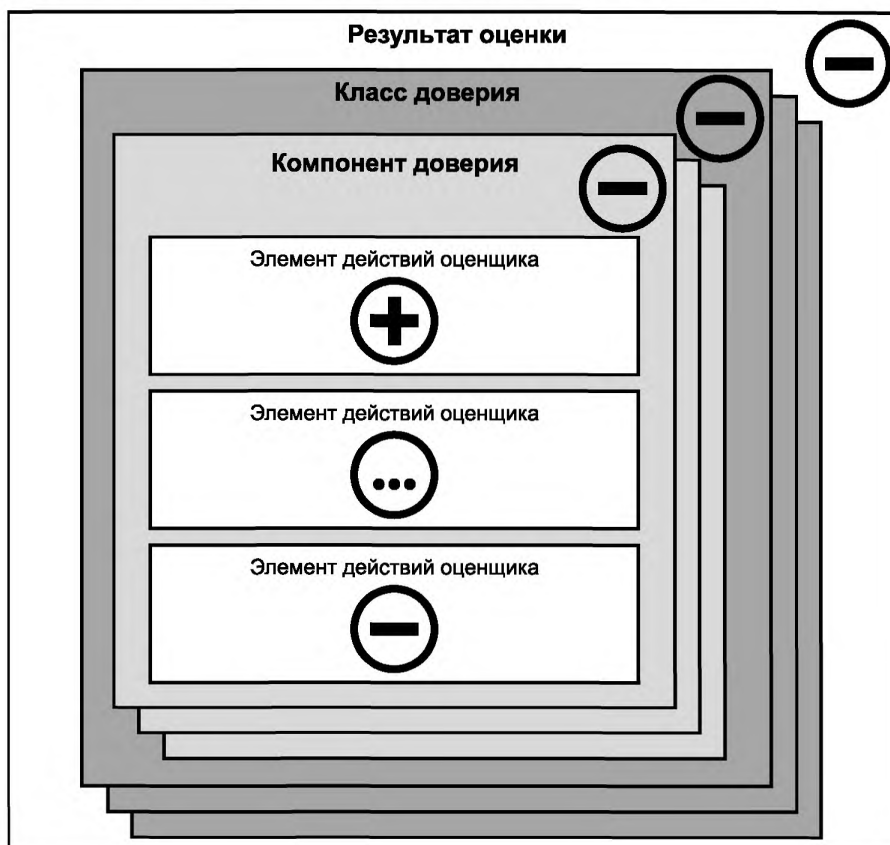 Результат оценки
Класс доверия
Компонент доверия
Элемент действий оценщика
Элемент действий оценщика
...
Элемент действий оценщика